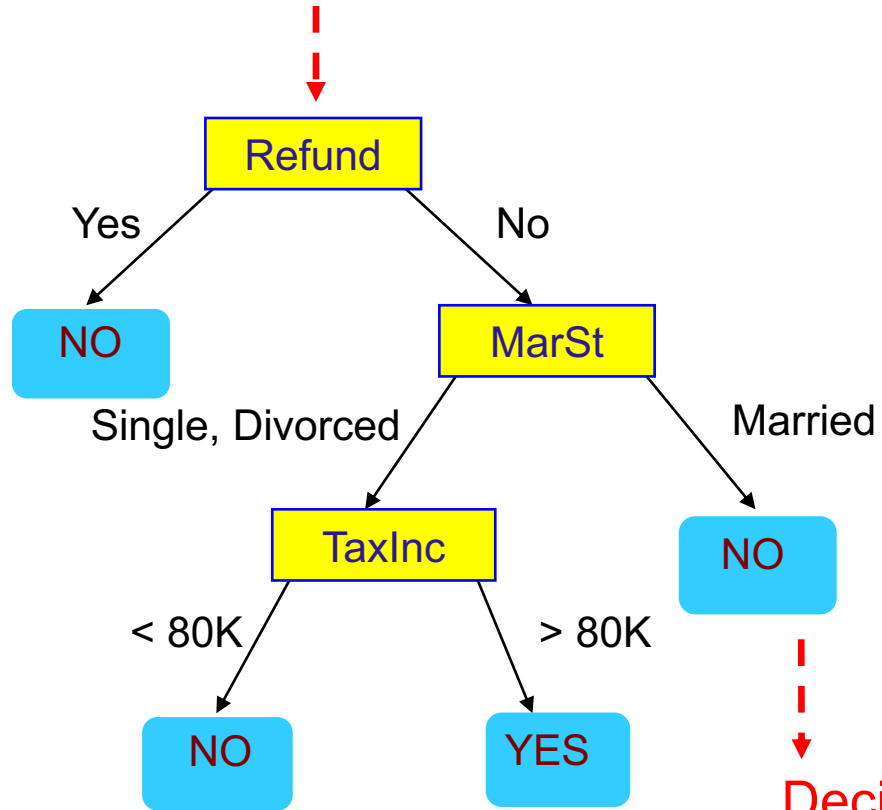 Refund
Yes
No
NO
MarSt
Single, Divorced
Married
TaxInc
NO
< 80K
> 80K
NO
YES